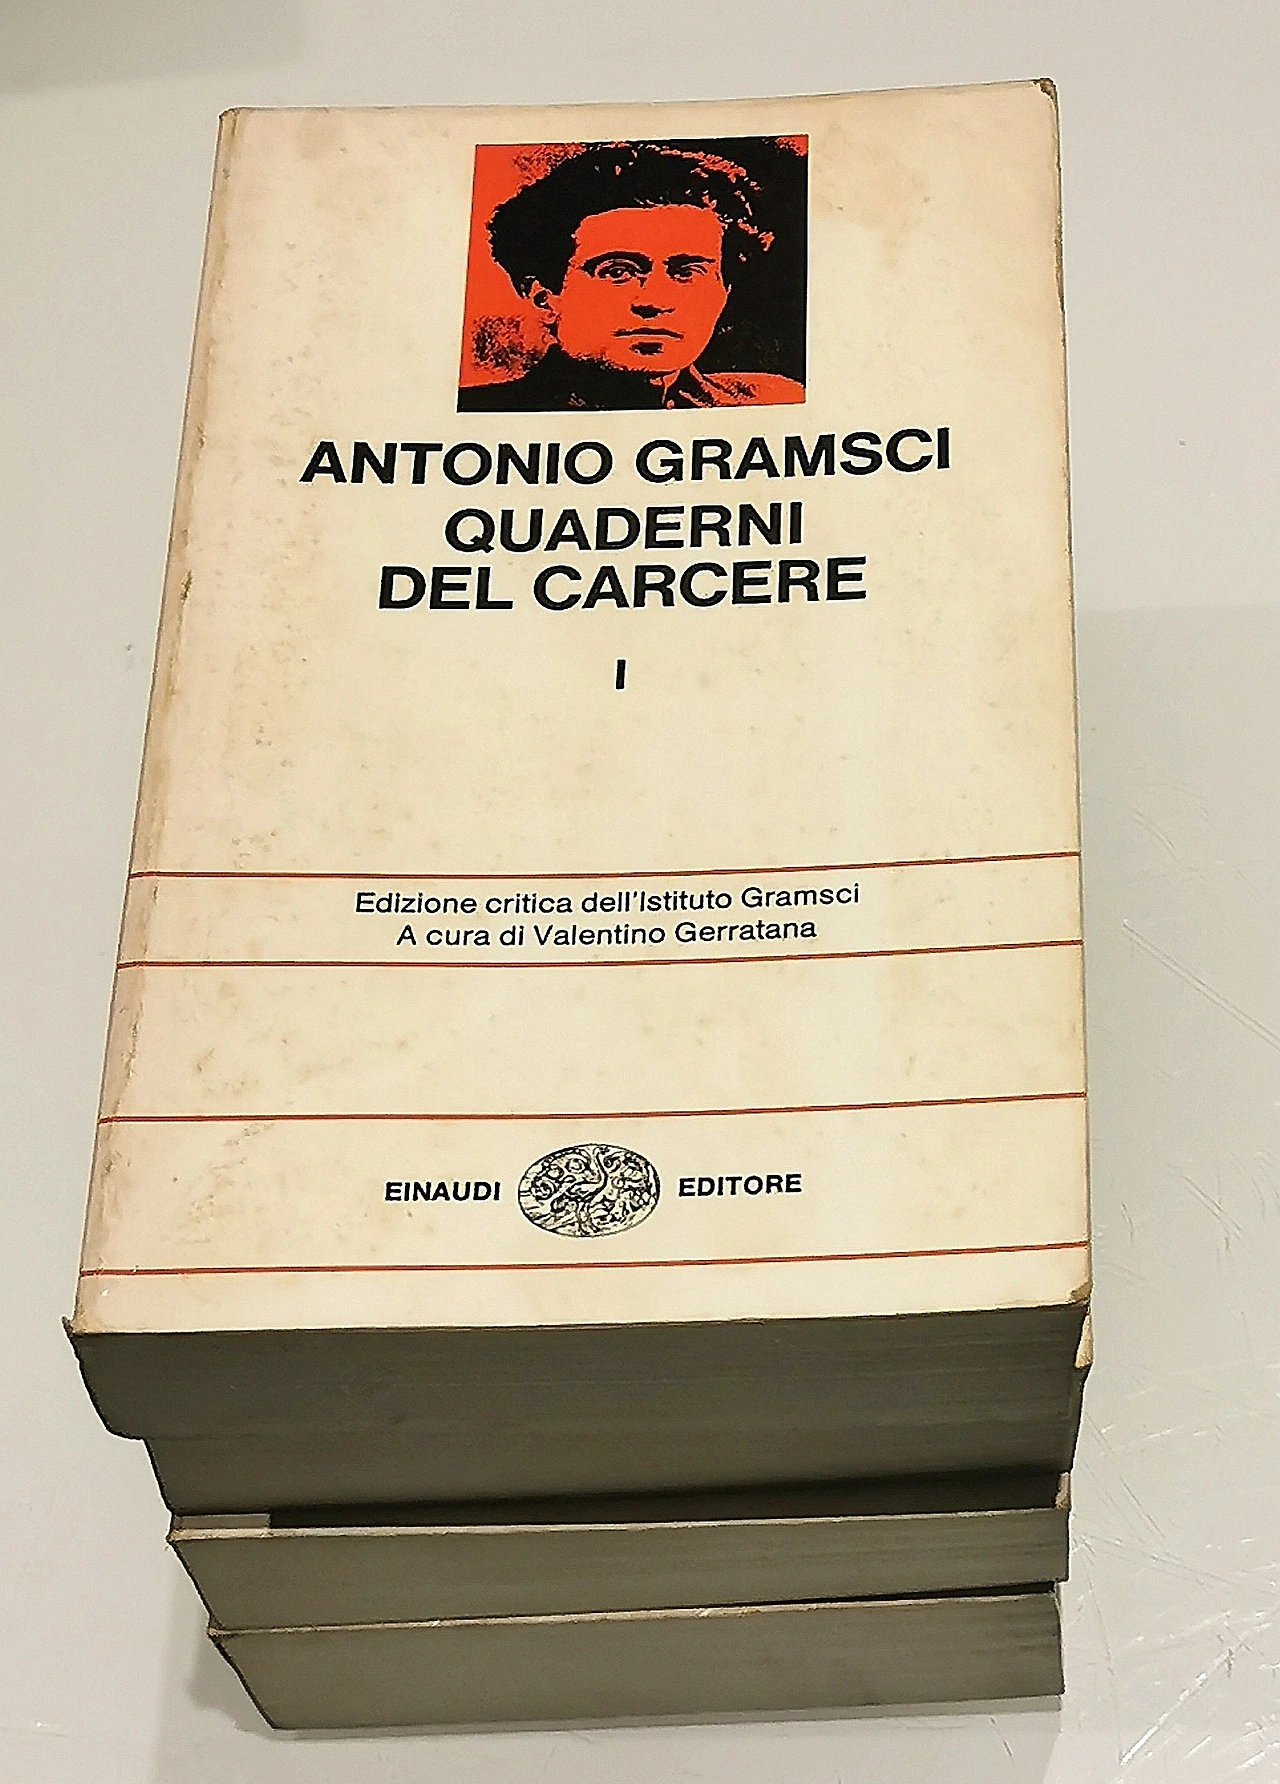 ANTONIO GRAMSCI
QUADERNI
DEL CARCERE
I
Edizione critica dell'Istituto Gramsci
A cura di Valentino Gerratana
EINAUDI EDITORE